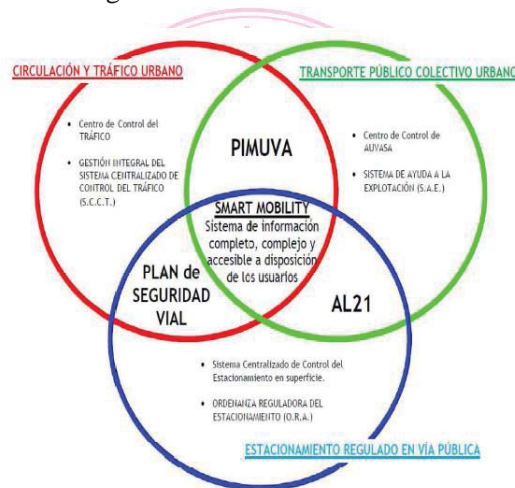 CIRCULACIÓN Y TRÁFICO URBANO
TRANSPORTE PÚBLICO COLECTIVO URBANO
• Centro de Control del
TRÁFICO
• GESTIÓN INTEGRAL DEL
SISTEMA CENTRALIZADO DE
CONTROL DEL TRÁFICO
(S.C.C.T.)
PIMUVA
• Centro de Control de
AUVASA
• SISTEMA DE AYUDA A LA
EXPLOTACIÓN (S.A.E.)
SMART MOBILITY
Sistema de información
completo, complejo y
accesible a disposición
de los usuarios
PLAN de
SEGURIDAD
VIAL
AL21
• Sistema Centralizado de Control del
Estacionamiento en superficie.
• ORDENANZA REGULADORA DEL
ESTACIONAMIENTO (O.R.A.)
ESTACIONAMIENTO REGULADO EN VÍA PÚBLICA